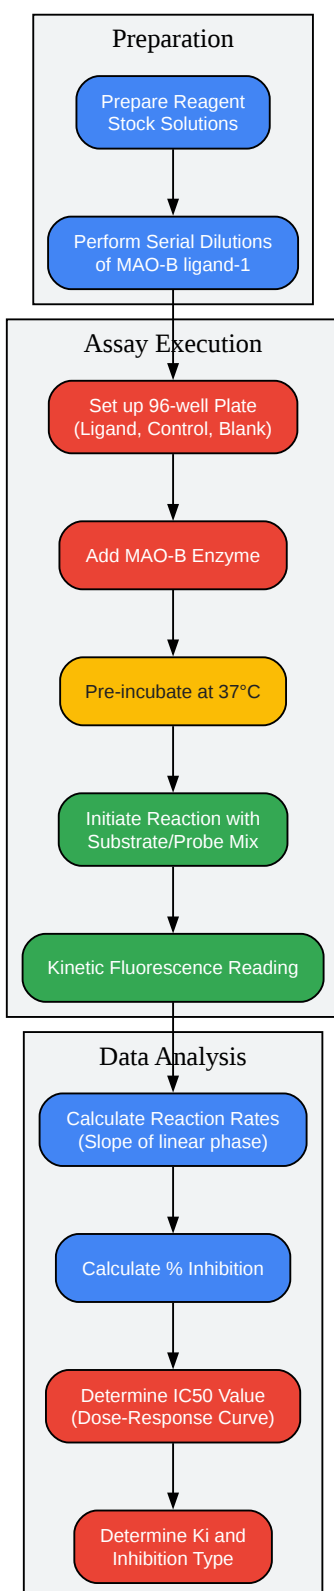 Preparation
Prepare Reagent
Stock Solutions
Perform Serial Dilutions
of MAO-B ligand-1
Assay Execution
Set up 96-well Plate
(Ligand, Control, Blank)
Add MAO-B Enzyme
Pre-incubate at 37°C
Initiate Reaction with
Substrate/Probe Mix
Kinetic Fluorescence Reading
Data Analysis
Calculate Reaction Rates
(Slope of linear phase)
Calculate % Inhibition
Determine IC50 Value
(Dose-Response Curve)
Determine Ki and
Inhibition Type